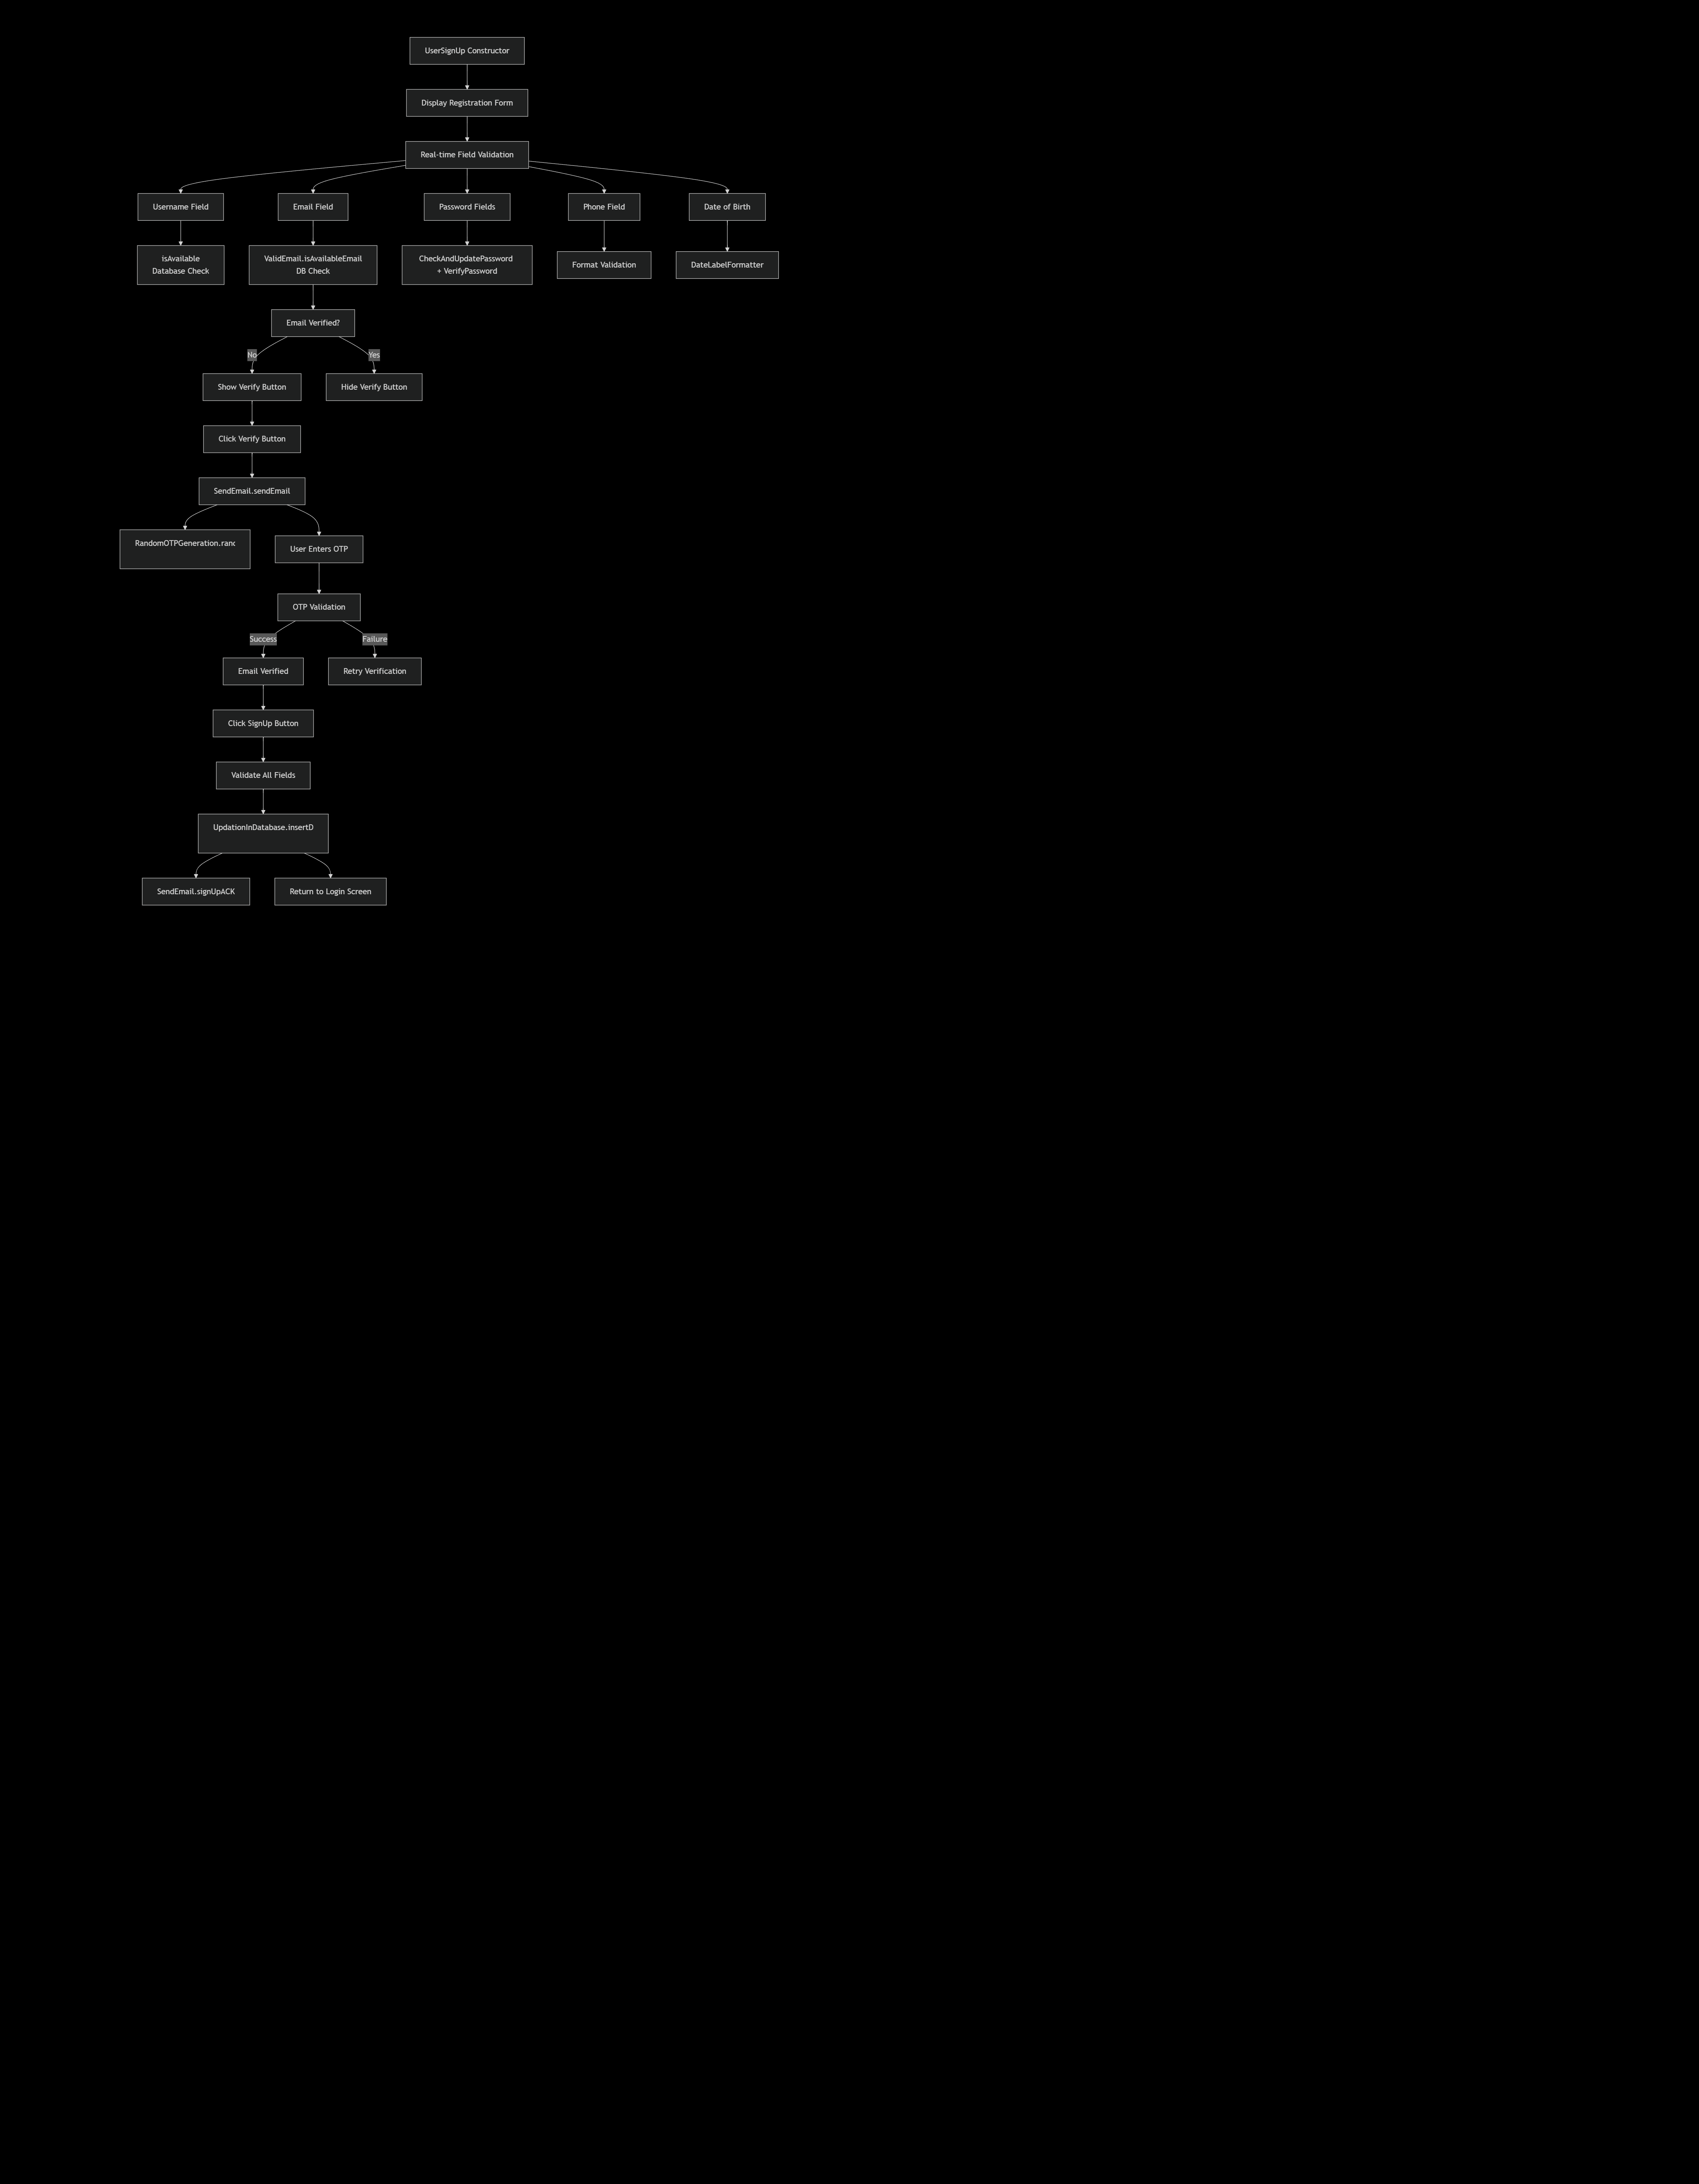 UserSignUp Constructor
Display Registration Form
Real-time Field Validation
Username Field
Email Field
Password Fields
Phone Field
Date of Birth
isAvailable
Database Check
ValidEmail.isAvailableEmail
DB Check
CheckAndUpdatePassword
+ VerifyPassword
Format Validation
DateLabelFormatter
Email Verified?
No
Yes
Show Verify Button
Hide Verify Button
Click Verify Button
SendEmail.sendEmail
RandomOTPGeneration.ranc
User Enters OTP
OTP Validation
Success
Failure
Email Verified
Retry Verification
Click SignUp Button
Validate All Fields
UpdationInDatabase.insertD
SendEmail.signUpACK
Return to Login Screen